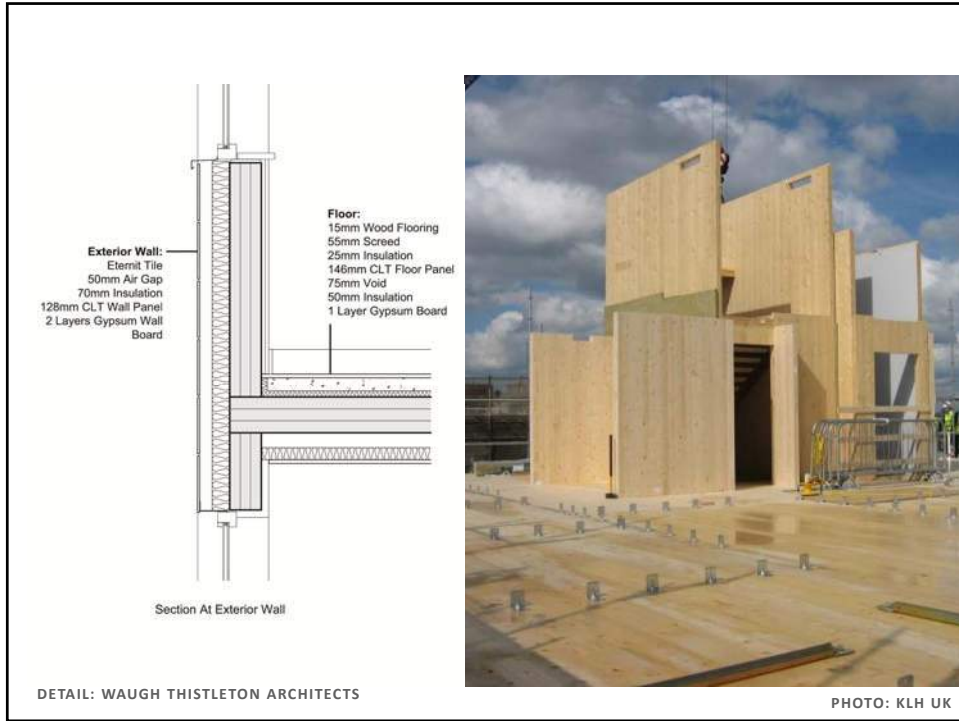 Exterior Wall:
Eternit Tile
50mm Air Gap
70mm Insulation
128mm CLT Wall Panel
2 Layers Gypsum Wall
Board
Floor:
15mm Wood Flooring
55mm Screed
25mm Insulation
146mm CLT Floor Panel
75mm Void
50mm Insulation
1 Layer Gypsum Board
Section At Exterior Wall
DETAIL: WAUGH THISTLETON ARCHITECTS
PHOTO: KLH UK